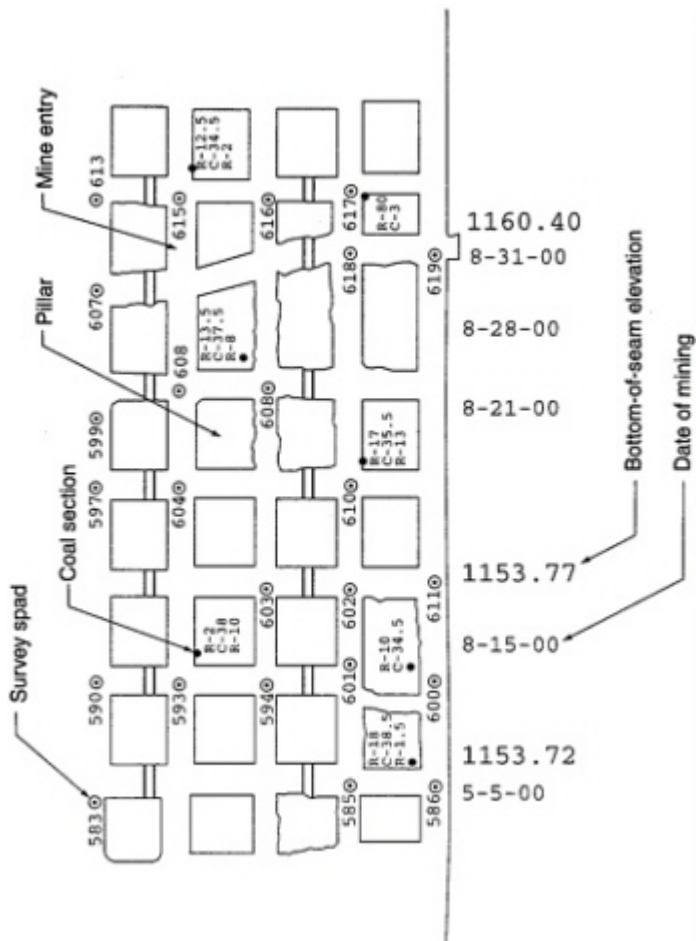 Survey spad
Coal section
Pillar
Mine entry
583
590
597
599
607
613
593
604
608
615
R-2
C-38
R-10
R-13.5
C-37.5
R-8
R-12.5
C-34.5
R-2
594
603
608
616
585
601
602
610
618
617
R-18
C-38.5
R-1.5
R-10
C-34.5
R-17
C-35.5
R-13
R-80
C-3
586
600
611
619
1153.72
5-5-00
8-15-00
1153.77
8-21-00
8-28-00
8-31-00
1160.40
Bottom-of-seam elevation
Date of mining